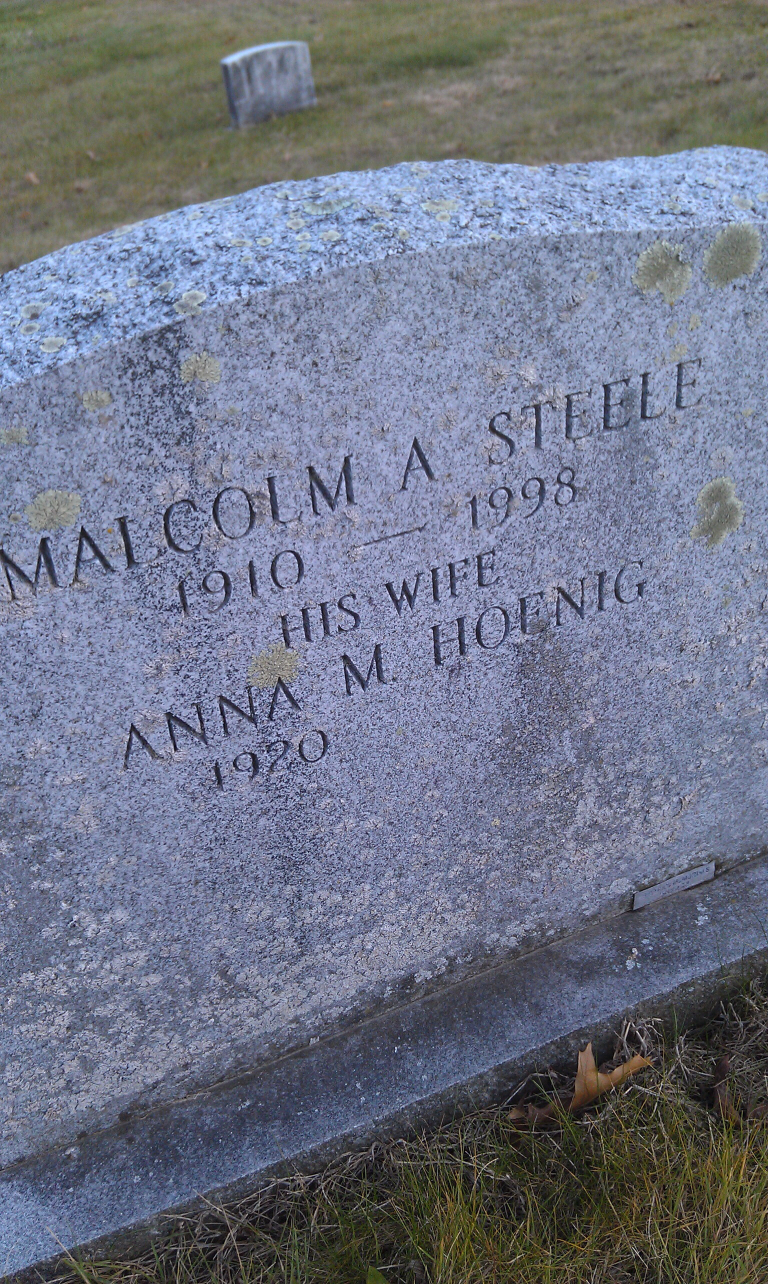 MALCOLM A STEELE
1910 — 1998
HIS WIFE
ANNA M. HOENIG
1920